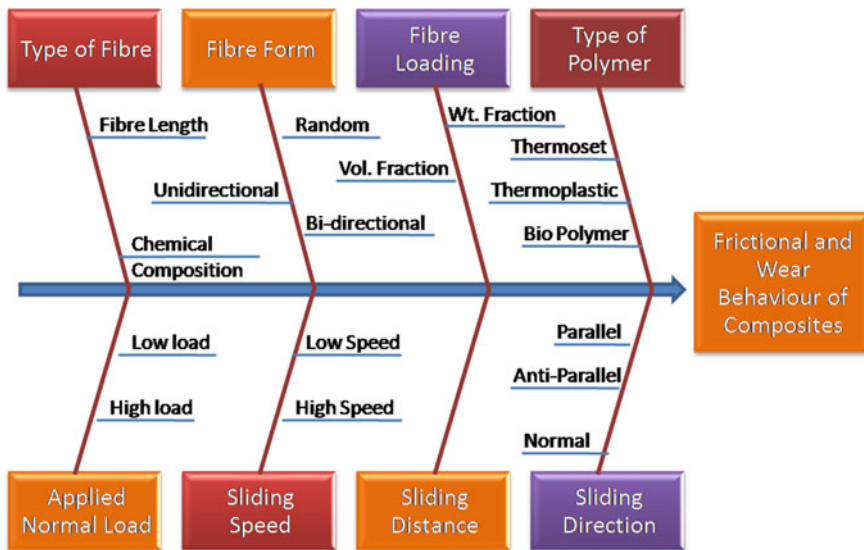 Type of Fibre
Fibre Form
Fibre
Loading
Type of
Polymer
Fibre Length
Random
Wt. Fraction
Thermoset
Vol. Fraction
Unidirectional
Thermoplastic
Bi-directional
Bio Polymer
Chemical
Composition
Frictional and
Wear
Behaviour of
Composites
Low load
Low Speed
Parallel
Anti-Parallel
High load
High Speed
Normal
Applied
Normal Load
Sliding
Speed
Sliding
Distance
Sliding
Direction